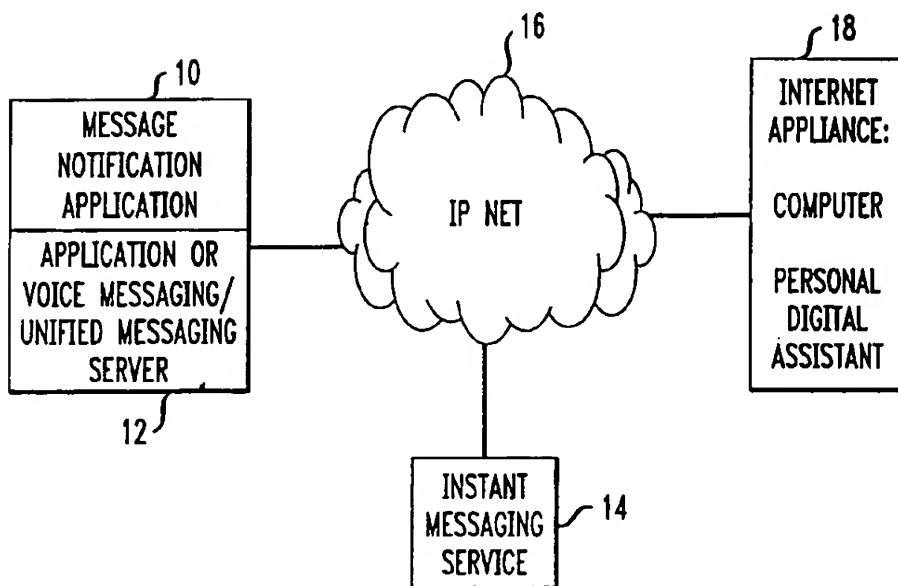 10
MESSAGE
NOTIFICATION
APPLICATION
APPLICATION OR
VOICE MESSAGING/
UNIFIED MESSAGING
SERVER
12
16
IP NET
18
INTERNET
APPLIANCE:
COMPUTER
PERSONAL
DIGITAL
ASSISTANT
INSTANT
MESSAGING
SERVICE
14